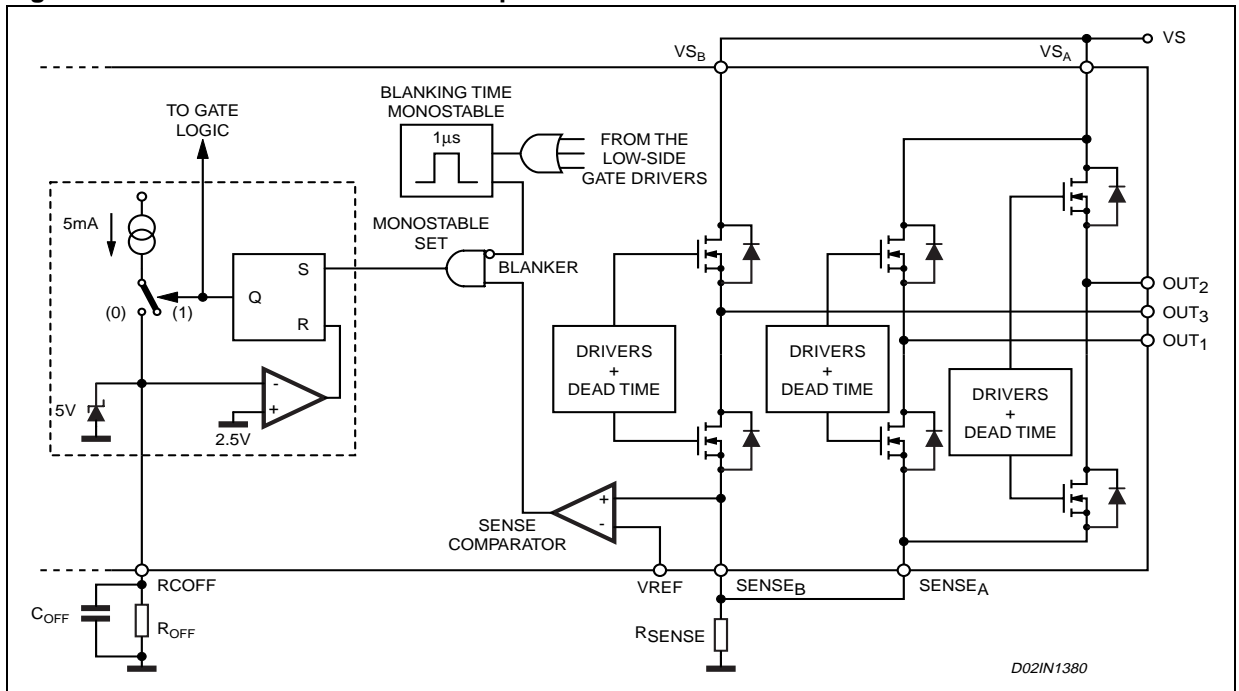 VS
VSB
VSA
BLANKING TIME
MONOSTABLE
TO GATE
LOGIC
1μs
FROM THE
LOW-SIDE
GATE DRIVERS
5mA
MONOSTABLE
SET
S
BLANKER
Q
(0)
(1)
R
OUT2
OUT3
OUT1
DRIVERS
+
DEAD TIME
DRIVERS
+
DEAD TIME
DRIVERS
+
DEAD TIME
-
+
5V
2.5V
+
-
SENSE
COMPARATOR
RCOFF
VREF
SENSEB
SENSEA
COFF
ROFF
RSENSE
D02IN1380